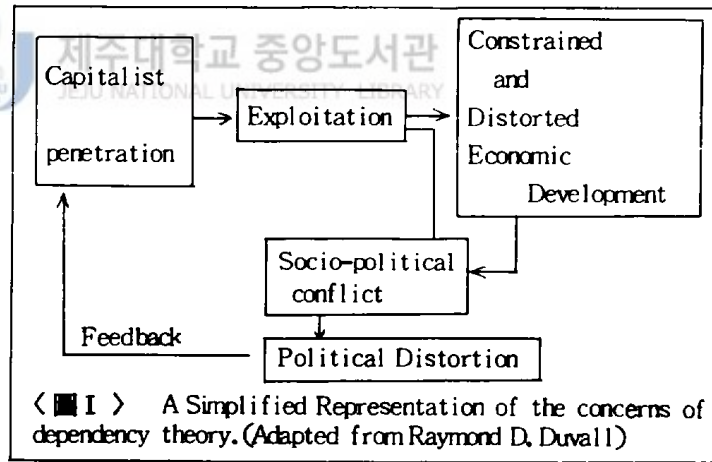 제주대학교 중앙도서관
JEJU NATIONAL UNIVERSITY LIBRARY
Capitalist
penetration
Exploitation
Constrained
and
Distorted
Economic
Development
Socio-political
conflict
Feedback
Political Distortion
〈 I 〉 A Simplified Representation of the concerns of
dependency theory.(Adapted from Raymond D. Duvall)